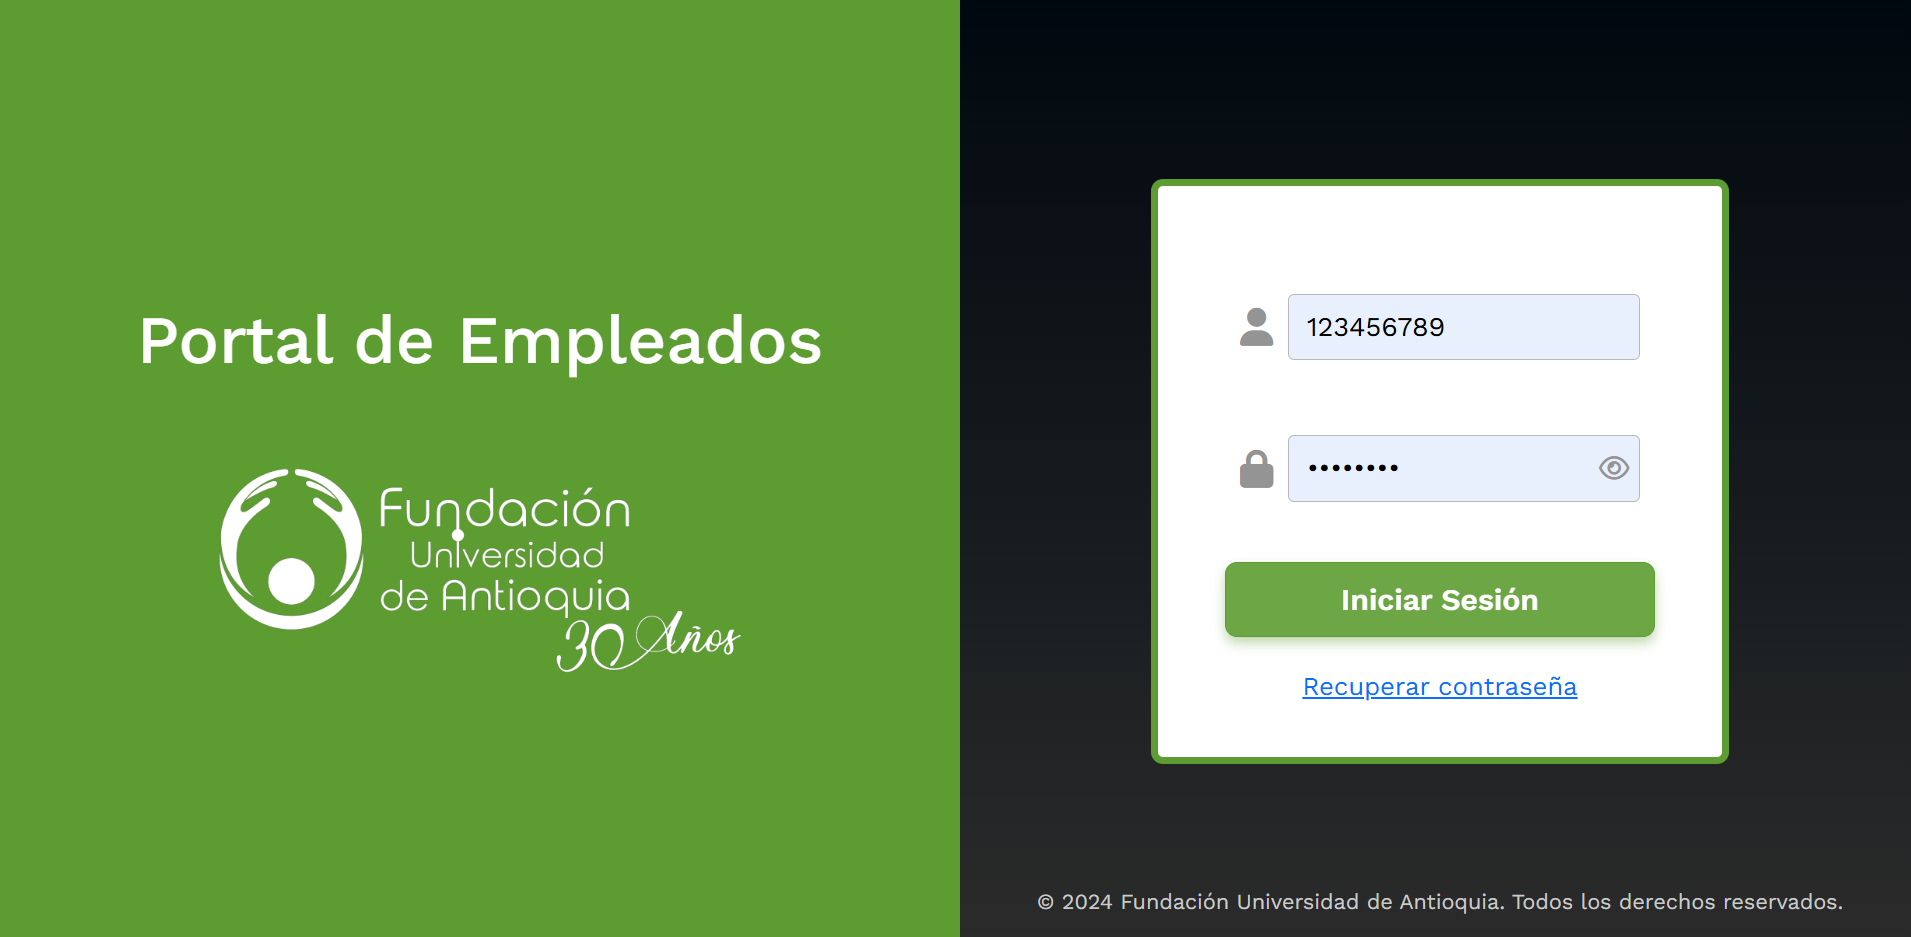 Portal de Empleados
Fundación
Universidad
de Antioquia
30 Años
123456789
••••••••
Iniciar Sesión
Recuperar contraseña
© 2024 Fundación Universidad de Antioquia. Todos los derechos reservados.